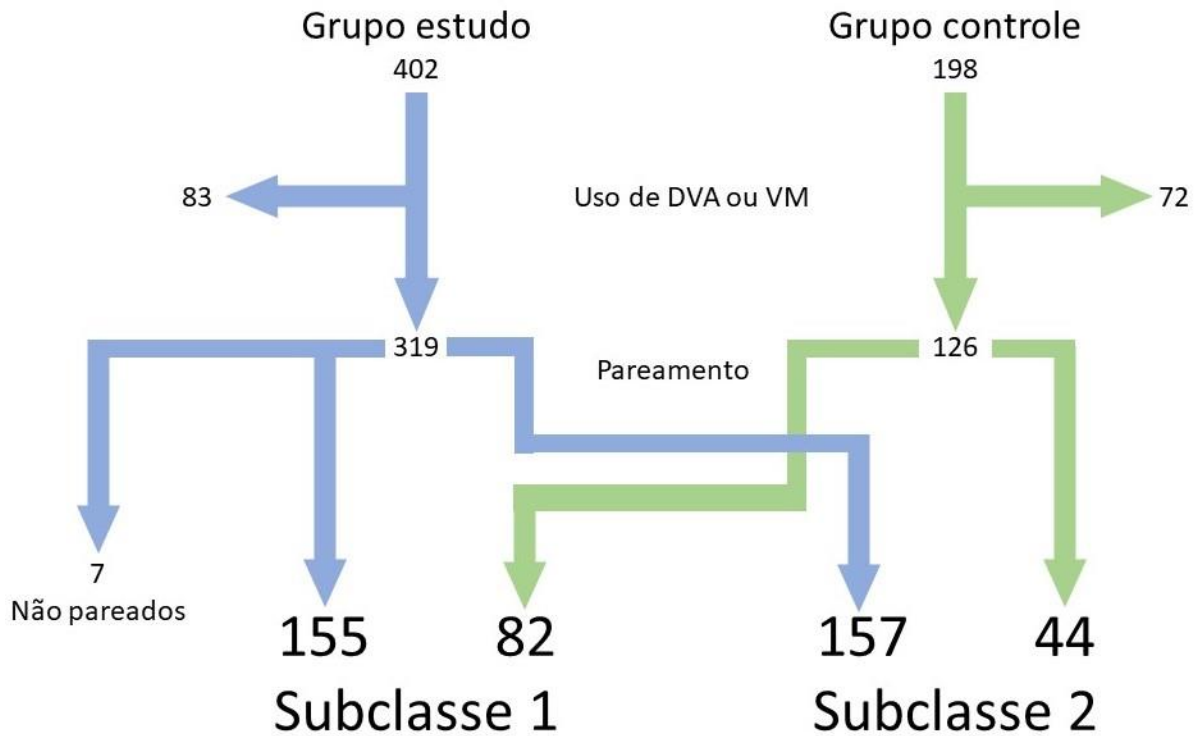 Grupo estudo
402
Grupo controle
198
83
Uso de DVA ou VM
72
319
126
Pareamento
7
Não pareados
155
82
157
44
Subclasse 1
Subclasse 2